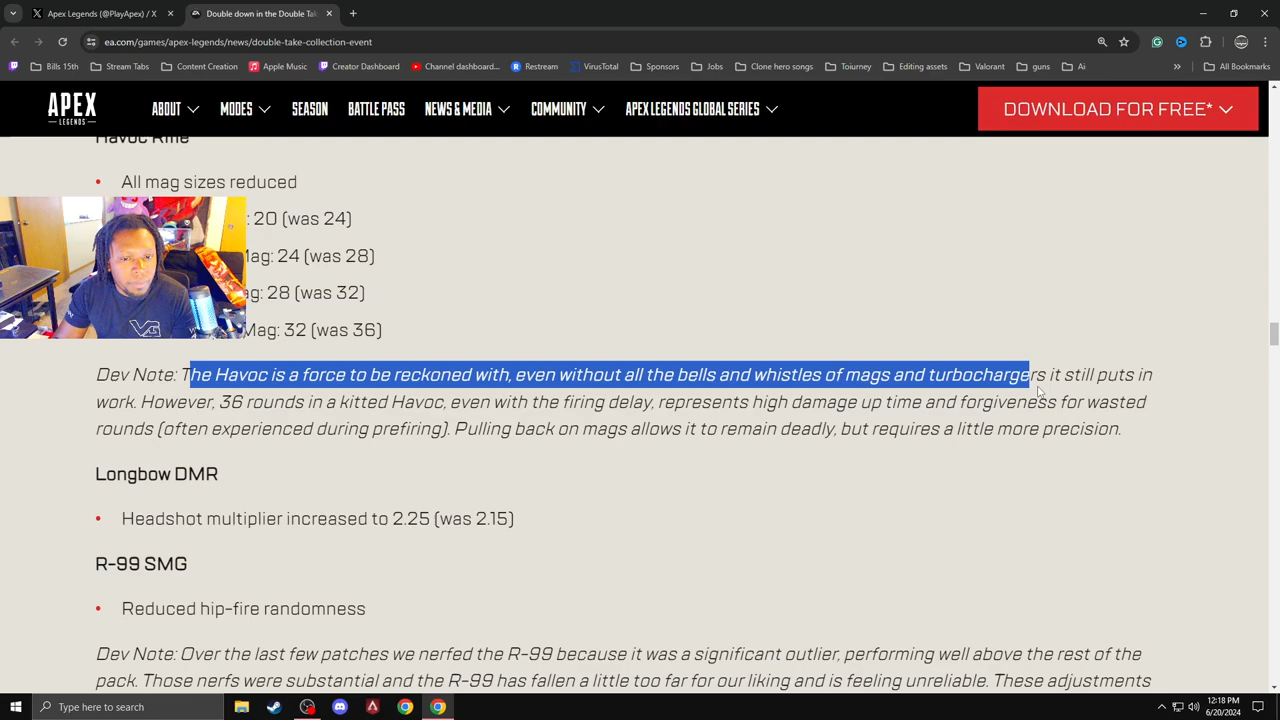 Apex Legends (@PlayApex) / X
Double down in the Double Ta
ea.com/games/apex-legends/news/double-take-collection-event
Bills 15th
Stream Tabs
Content Creation
Apple Music
Creator Dashboard
Channel dashboard...
Restream
VirusTotal
Sponsors
Jobs
Clone hero songs
Toiurney
Editing assets
Valorant
guns
Ai
»
All Bookmarks
APEX
LEGENDS
ABOUT
MODES
SEASON
BATTLE PASS
NEWS & MEDIA
COMMUNITY
APEX LEGENDS GLOBAL SERIES
DOWNLOAD FOR FREE*
Havoc Rifle
• All mag sizes reduced
: 20 (was 24)
Mag: 24 (was 28)
ag: 28 (was 32)
Mag: 32 (was 36)
Dev Note: The Havoc is a force to be reckoned with, even without all the bells and whistles of mags and turbochargers it still puts in
work. However, 36 rounds in a kitted Havoc, even with the firing delay, represents high damage up time and forgiveness for wasted
rounds (often experienced during prefiring). Pulling back on mags allows it to remain deadly, but requires a little more precision.
Longbow DMR
• Headshot multiplier increased to 2.25 (was 2.15)
R-99 SMG
• Reduced hip-fire randomness
Dev Note: Over the last few patches we nerfed the R-99 because it was a significant outlier, performing well above the rest of the
pack. Those nerfs were substantial and the R-99 has fallen a little too far for our liking and is feeling unreliable. These adjustments
Type here to search
12:18 PM
6/20/2024